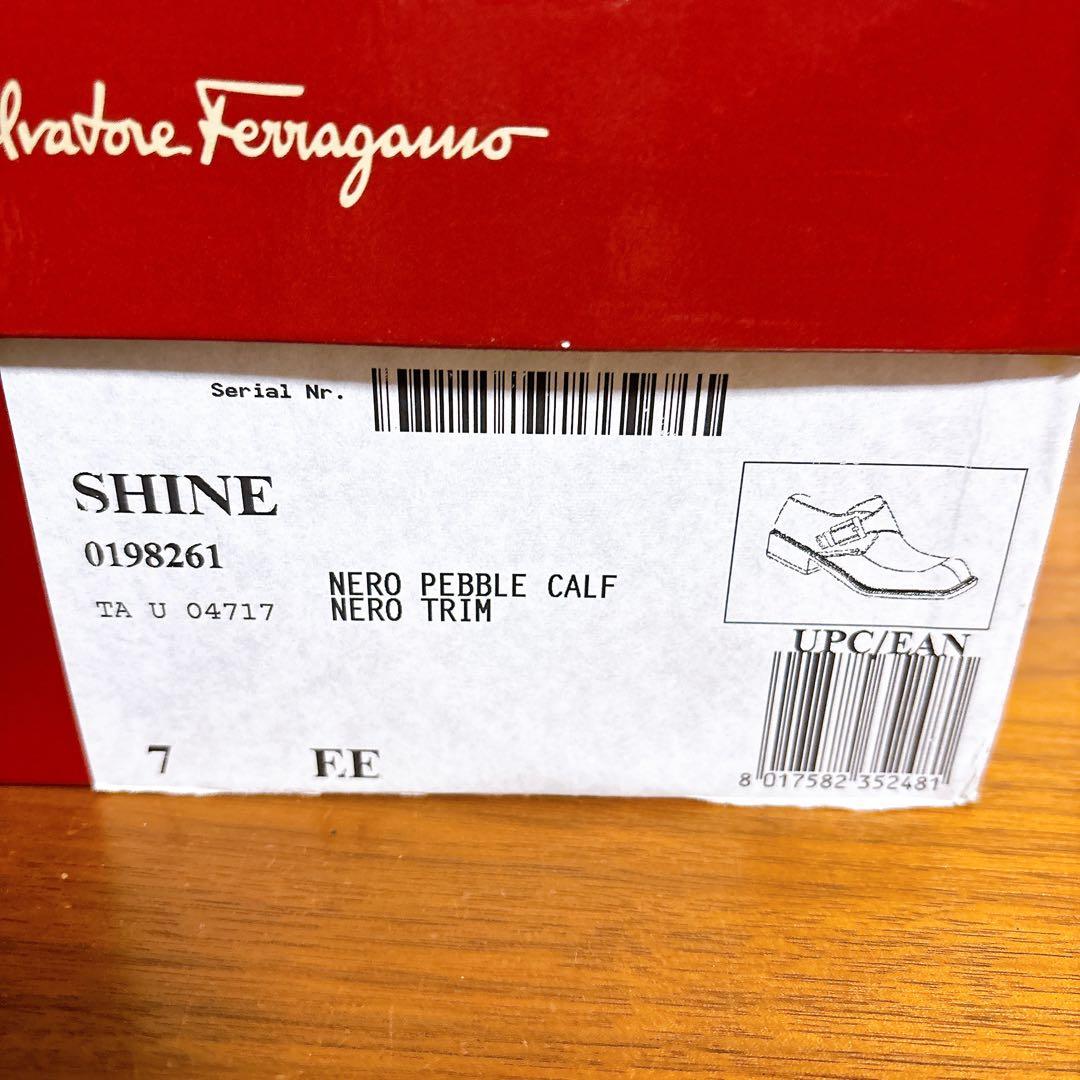 lvatore Ferragamo
Serial Nr.
SHINE
0198261
NERO PEBBLE CALF
TA U 04717 NERO TRIM
UPC/EAN
7 EE
8 017582 352481